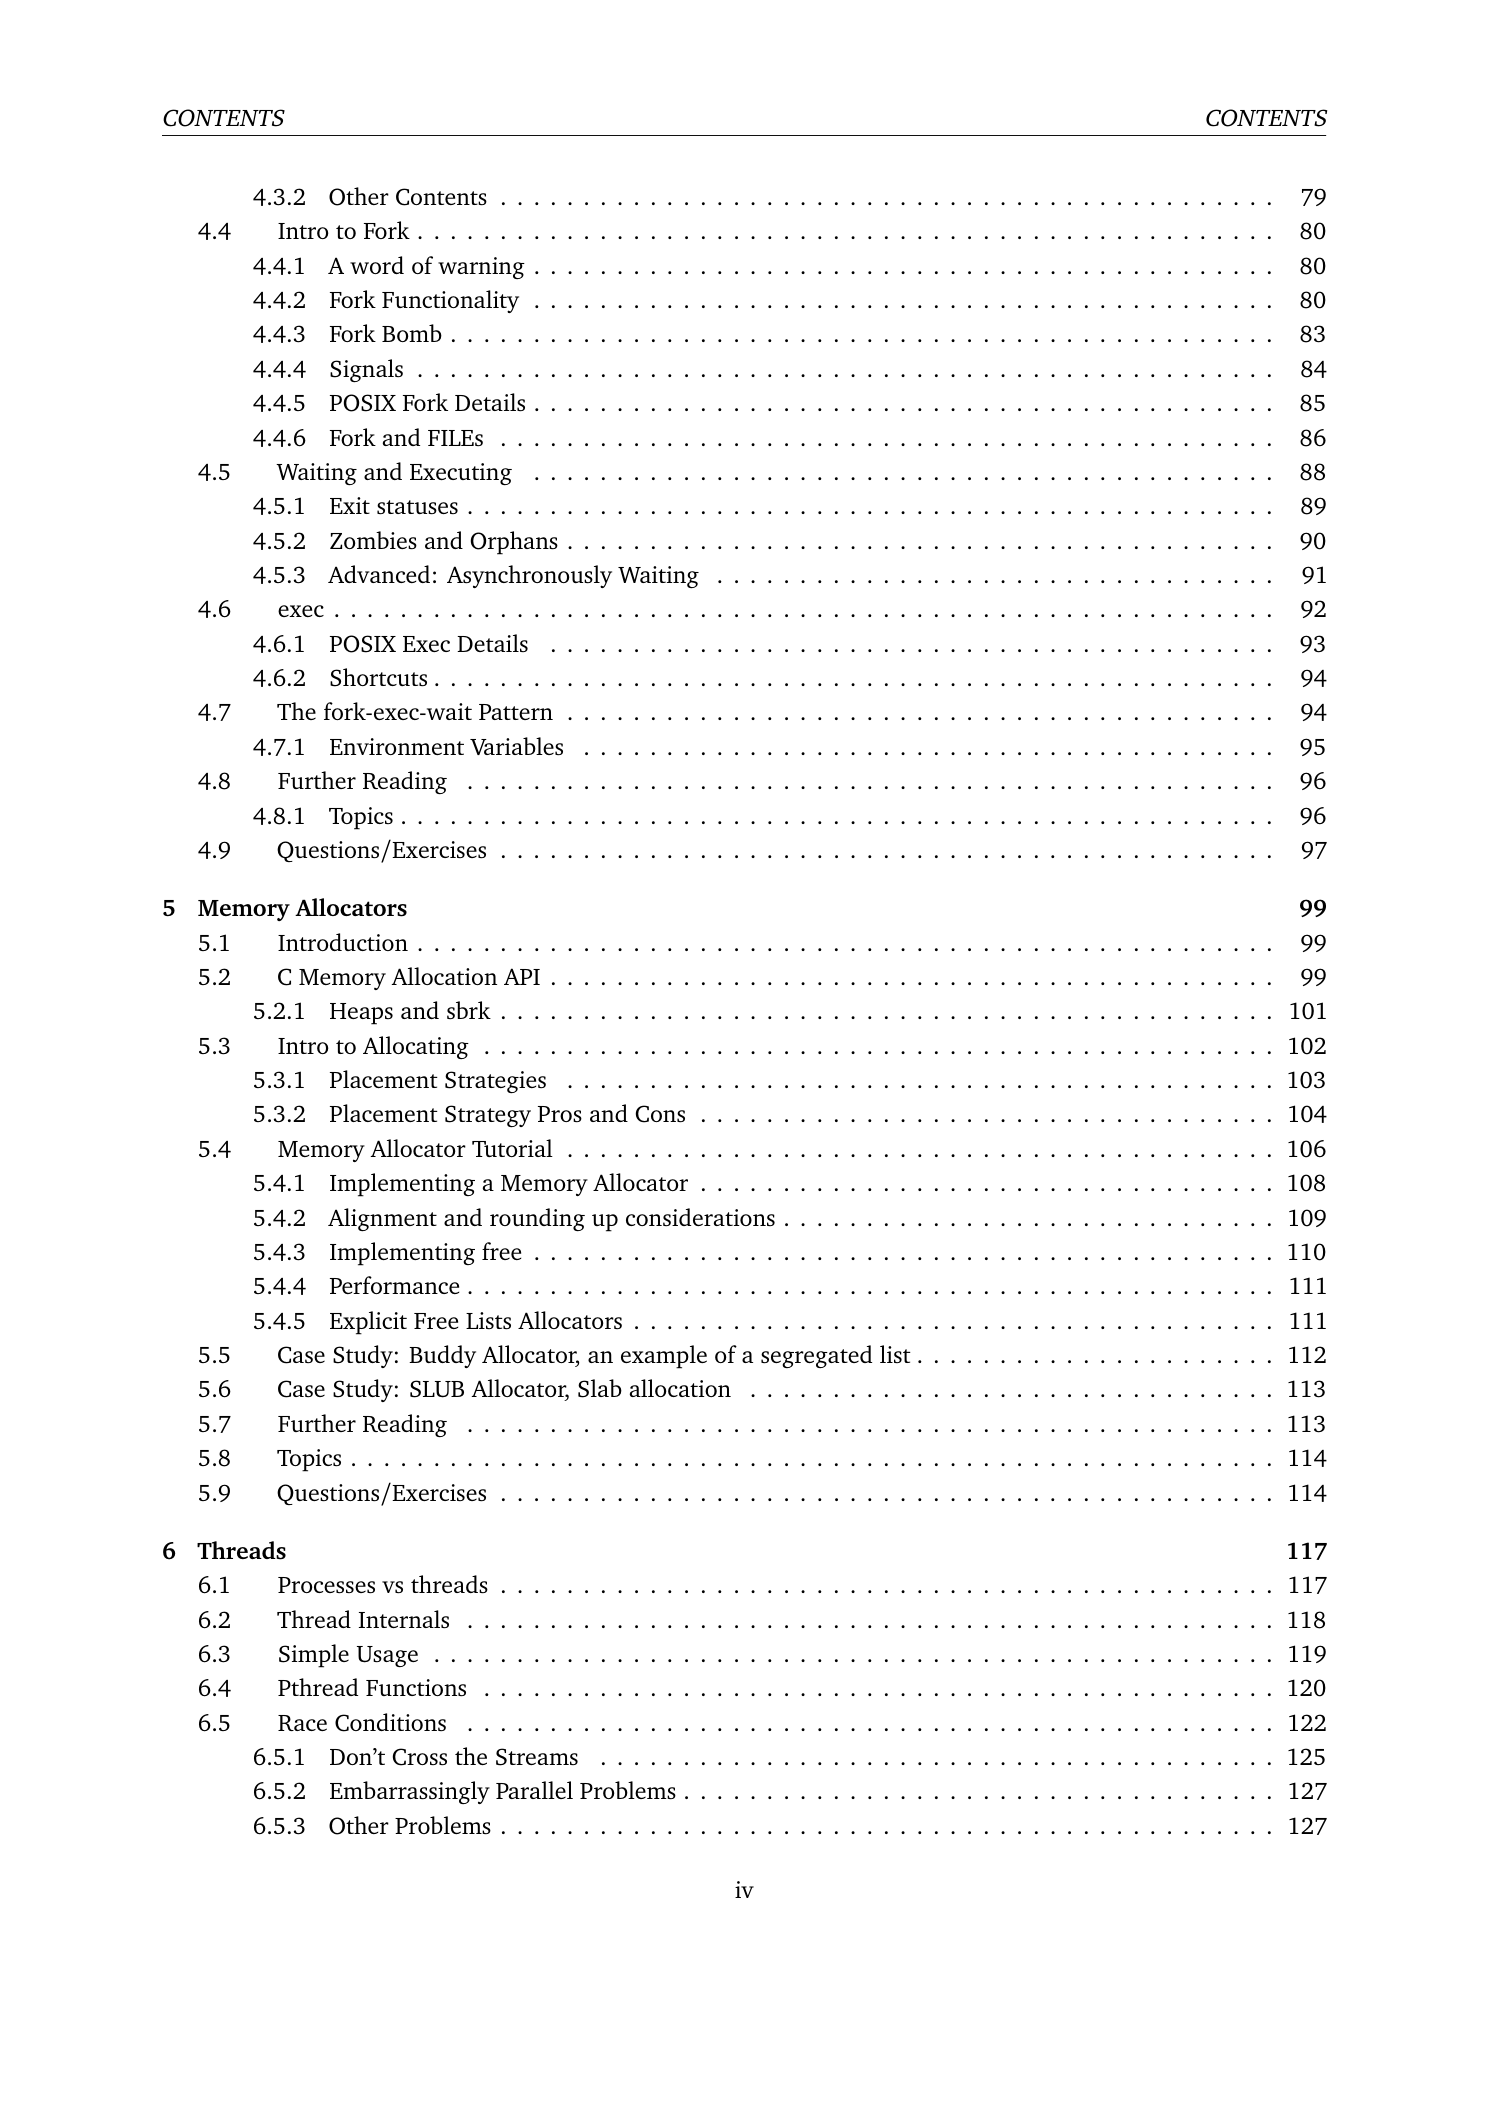 CONTENTS CONTENTS
4.3.2 Other Contents . . . . . . . . . . . . . . . . . . . . . . . . . . . . . . . . . . . . . . . . . . . . . . . 79
4.4 Intro to Fork . . . . . . . . . . . . . . . . . . . . . . . . . . . . . . . . . . . . . . . . . . . . . . . . . . . . 80
4.4.1 A word of warning . . . . . . . . . . . . . . . . . . . . . . . . . . . . . . . . . . . . . . . . . . . . . 80
4.4.2 Fork Functionality . . . . . . . . . . . . . . . . . . . . . . . . . . . . . . . . . . . . . . . . . . . . . 80
4.4.3 Fork Bomb . . . . . . . . . . . . . . . . . . . . . . . . . . . . . . . . . . . . . . . . . . . . . . . . . . 83
4.4.4 Signals . . . . . . . . . . . . . . . . . . . . . . . . . . . . . . . . . . . . . . . . . . . . . . . . . . . . 84
4.4.5 POSIX Fork Details . . . . . . . . . . . . . . . . . . . . . . . . . . . . . . . . . . . . . . . . . . . . . 85
4.4.6 Fork and FILEs . . . . . . . . . . . . . . . . . . . . . . . . . . . . . . . . . . . . . . . . . . . . . . . 86
4.5 Waiting and Executing . . . . . . . . . . . . . . . . . . . . . . . . . . . . . . . . . . . . . . . . . . . . . 88
4.5.1 Exit statuses . . . . . . . . . . . . . . . . . . . . . . . . . . . . . . . . . . . . . . . . . . . . . . . . . 89
4.5.2 Zombies and Orphans . . . . . . . . . . . . . . . . . . . . . . . . . . . . . . . . . . . . . . . . . . . 90
4.5.3 Advanced: Asynchronously Waiting . . . . . . . . . . . . . . . . . . . . . . . . . . . . . . . . . . 91
4.6 exec . . . . . . . . . . . . . . . . . . . . . . . . . . . . . . . . . . . . . . . . . . . . . . . . . . . . . . . . . 92
4.6.1 POSIX Exec Details . . . . . . . . . . . . . . . . . . . . . . . . . . . . . . . . . . . . . . . . . . . . 93
4.6.2 Shortcuts . . . . . . . . . . . . . . . . . . . . . . . . . . . . . . . . . . . . . . . . . . . . . . . . . . . 94
4.7 The fork-exec-wait Pattern . . . . . . . . . . . . . . . . . . . . . . . . . . . . . . . . . . . . . . . . . . . 94
4.7.1 Environment Variables . . . . . . . . . . . . . . . . . . . . . . . . . . . . . . . . . . . . . . . . . . 95
4.8 Further Reading . . . . . . . . . . . . . . . . . . . . . . . . . . . . . . . . . . . . . . . . . . . . . . . . . 96
4.8.1 Topics . . . . . . . . . . . . . . . . . . . . . . . . . . . . . . . . . . . . . . . . . . . . . . . . . . . . . 96
4.9 Questions/Exercises . . . . . . . . . . . . . . . . . . . . . . . . . . . . . . . . . . . . . . . . . . . . . . . 97
5 Memory Allocators 99
5.1 Introduction . . . . . . . . . . . . . . . . . . . . . . . . . . . . . . . . . . . . . . . . . . . . . . . . . . . . 99
5.2 C Memory Allocation API . . . . . . . . . . . . . . . . . . . . . . . . . . . . . . . . . . . . . . . . . . . . 99
5.2.1 Heaps and sbrk . . . . . . . . . . . . . . . . . . . . . . . . . . . . . . . . . . . . . . . . . . . . . . . 101
5.3 Intro to Allocating . . . . . . . . . . . . . . . . . . . . . . . . . . . . . . . . . . . . . . . . . . . . . . . . 102
5.3.1 Placement Strategies . . . . . . . . . . . . . . . . . . . . . . . . . . . . . . . . . . . . . . . . . . . 103
5.3.2 Placement Strategy Pros and Cons . . . . . . . . . . . . . . . . . . . . . . . . . . . . . . . . . . . 104
5.4 Memory Allocator Tutorial . . . . . . . . . . . . . . . . . . . . . . . . . . . . . . . . . . . . . . . . . . . 106
5.4.1 Implementing a Memory Allocator . . . . . . . . . . . . . . . . . . . . . . . . . . . . . . . . . . . 108
5.4.2 Alignment and rounding up considerations . . . . . . . . . . . . . . . . . . . . . . . . . . . . . . 109
5.4.3 Implementing free . . . . . . . . . . . . . . . . . . . . . . . . . . . . . . . . . . . . . . . . . . . . . 110
5.4.4 Performance . . . . . . . . . . . . . . . . . . . . . . . . . . . . . . . . . . . . . . . . . . . . . . . . . 111
5.4.5 Explicit Free Lists Allocators . . . . . . . . . . . . . . . . . . . . . . . . . . . . . . . . . . . . . . . 111
5.5 Case Study: Buddy Allocator, an example of a segregated list . . . . . . . . . . . . . . . . . . . . . . 112
5.6 Case Study: SLUB Allocator, Slab allocation . . . . . . . . . . . . . . . . . . . . . . . . . . . . . . . . 113
5.7 Further Reading . . . . . . . . . . . . . . . . . . . . . . . . . . . . . . . . . . . . . . . . . . . . . . . . . 113
5.8 Topics . . . . . . . . . . . . . . . . . . . . . . . . . . . . . . . . . . . . . . . . . . . . . . . . . . . . . . . . 114
5.9 Questions/Exercises . . . . . . . . . . . . . . . . . . . . . . . . . . . . . . . . . . . . . . . . . . . . . . . 114
6 Threads 117
6.1 Processes vs threads . . . . . . . . . . . . . . . . . . . . . . . . . . . . . . . . . . . . . . . . . . . . . . . 117
6.2 Thread Internals . . . . . . . . . . . . . . . . . . . . . . . . . . . . . . . . . . . . . . . . . . . . . . . . . 118
6.3 Simple Usage . . . . . . . . . . . . . . . . . . . . . . . . . . . . . . . . . . . . . . . . . . . . . . . . . . . 119
6.4 Pthread Functions . . . . . . . . . . . . . . . . . . . . . . . . . . . . . . . . . . . . . . . . . . . . . . . . 120
6.5 Race Conditions . . . . . . . . . . . . . . . . . . . . . . . . . . . . . . . . . . . . . . . . . . . . . . . . . 122
6.5.1 Don’t Cross the Streams . . . . . . . . . . . . . . . . . . . . . . . . . . . . . . . . . . . . . . . . . 125
6.5.2 Embarrassingly Parallel Problems . . . . . . . . . . . . . . . . . . . . . . . . . . . . . . . . . . . . 127
6.5.3 Other Problems . . . . . . . . . . . . . . . . . . . . . . . . . . . . . . . . . . . . . . . . . . . . . . . 127
iv